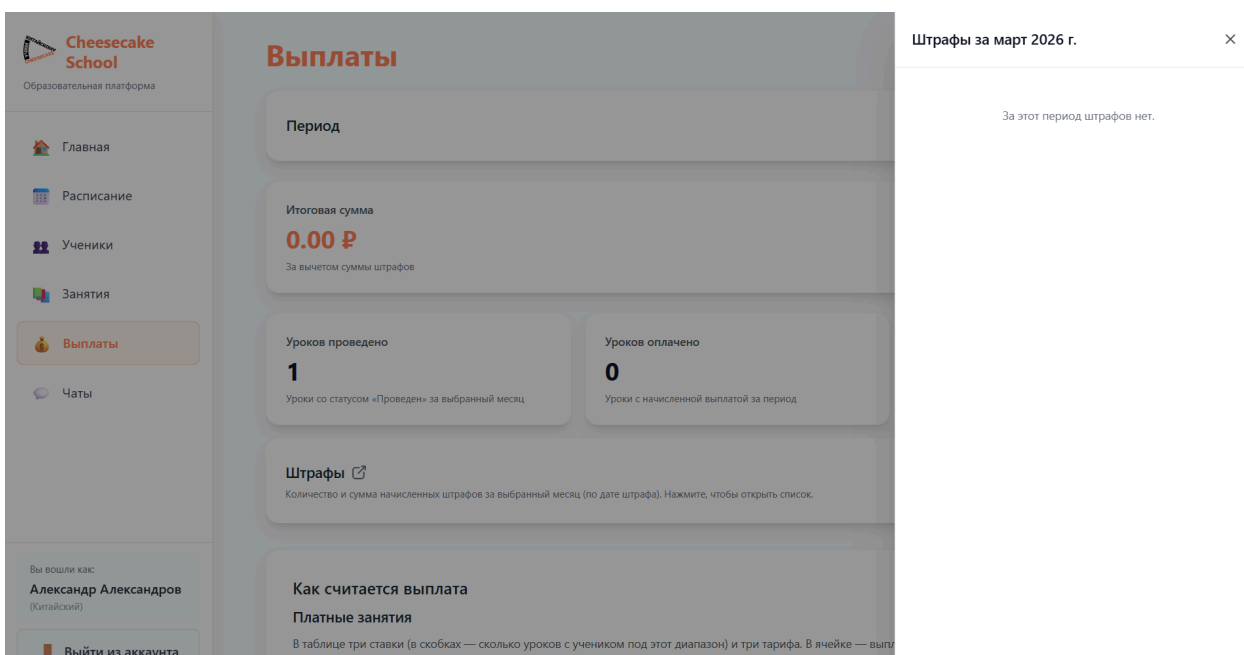 Cheesecake
School
Образовательная платформа
Главная
Расписание
Ученики
Занятия
Выплаты
Чаты
Вы вошли как:
Александр Александров
(Китайский)
Выйти из аккаунта
Выплаты
Период
Итоговая сумма
0.00 ₽
За вычетом суммы штрафов
Уроков проведено
1
Уроки со статусом «Проведен» за выбранный месяц
Уроков оплачено
0
Уроки с начисленной выплатой за период
Штрафы
Количество и сумма начисленных штрафов за выбранный месяц (по дате штрафа). Нажмите, чтобы открыть список.
Как считается выплата
Платные занятия
В таблице три ставки (в скобках — сколько уроков с учеником под этот диапазон) и три тарифа. В ячейке — выпл
Штрафы за март 2026 г.
За этот период штрафов нет.